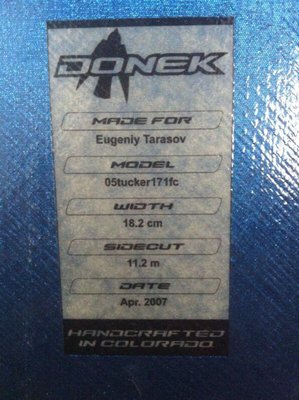 DONEK
MADE FOR
Eugeniy Tarasov
MODEL
05tucker171fc
WIDTH
18.2 cm
SIDECUT
11.2 m
DATE
Apr. 2007
HANDCRAFTED
IN COLORADO